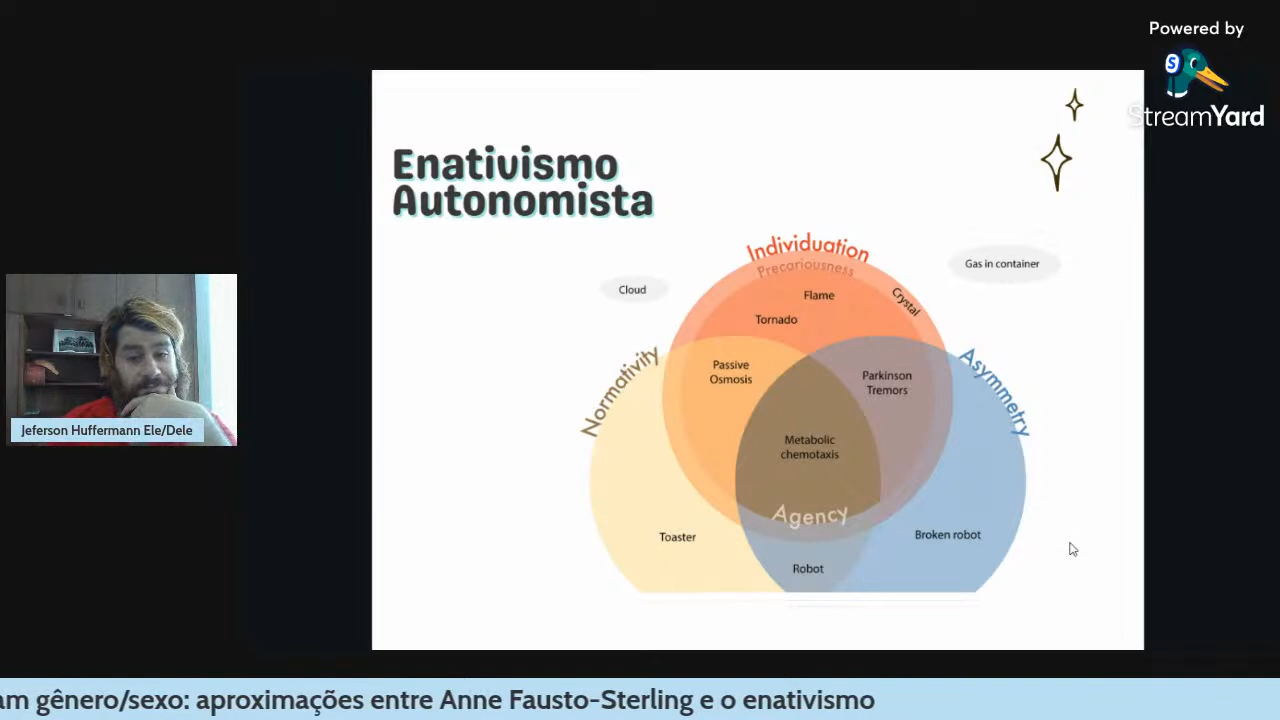 Powered by
StreamYard
Enativismo
Autonomista
Individuation
Precariousness
Gas in container
Cloud
Flame
Crystal
Tornado
Normativity
Asymmetry
Passive
Osmosis
Parkinson
Tremors
Metabolic
chemotaxis
Agency
Toaster
Broken robot
Robot
Jeferson Huffermann Ele/Dele
am gênero/sexo: aproximações entre Anne Fausto-Sterling e o enativismo